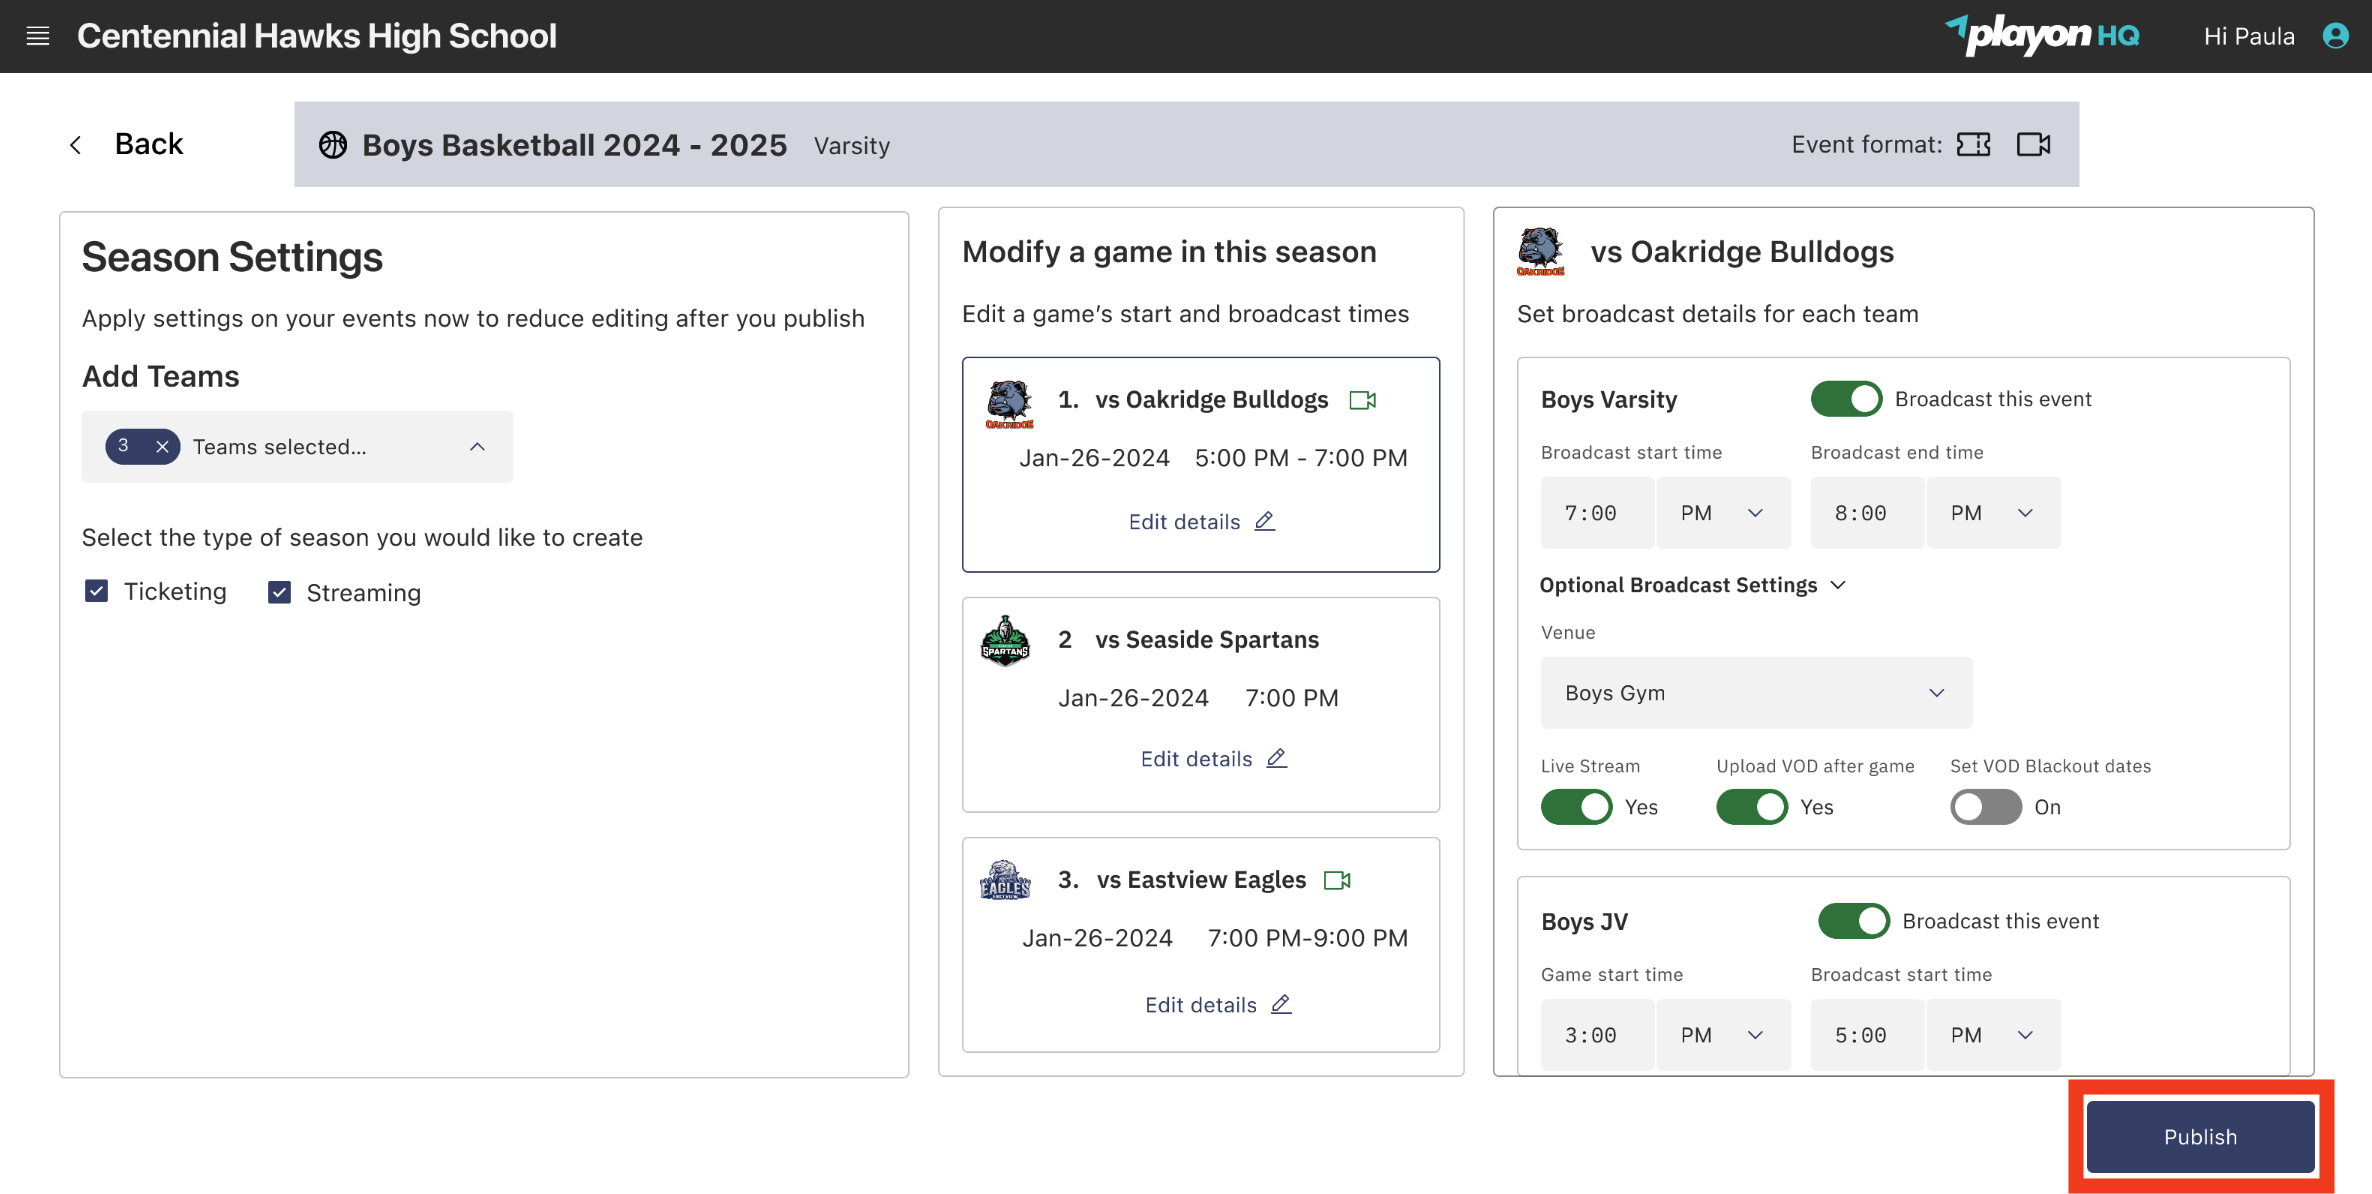 Centennial Hawks High School
playon HQ
Hi Paula
Back
Boys Basketball 2024 - 2025 Varsity
Event format:
Season Settings
Apply settings on your events now to reduce editing after you publish
Add Teams
3 Teams selected...
Select the type of season you would like to create
Ticketing
Streaming
Modify a game in this season
Edit a game’s start and broadcast times
OAKRIDGE
1. vs Oakridge Bulldogs
Jan-26-2024 5:00 PM - 7:00 PM
Edit details
SPARTANS
2 vs Seaside Spartans
Jan-26-2024 7:00 PM
Edit details
EAGLES
EASTVIEW
3. vs Eastview Eagles
Jan-26-2024 7:00 PM-9:00 PM
Edit details
OAKRIDGE
vs Oakridge Bulldogs
Set broadcast details for each team
Boys Varsity
Broadcast this event
Broadcast start time
Broadcast end time
7:00 PM
8:00 PM
Optional Broadcast Settings
Venue
Boys Gym
Live Stream
Upload VOD after game
Set VOD Blackout dates
Yes
Yes
On
Boys JV
Broadcast this event
Game start time
Broadcast start time
3:00 PM
5:00 PM
Publish